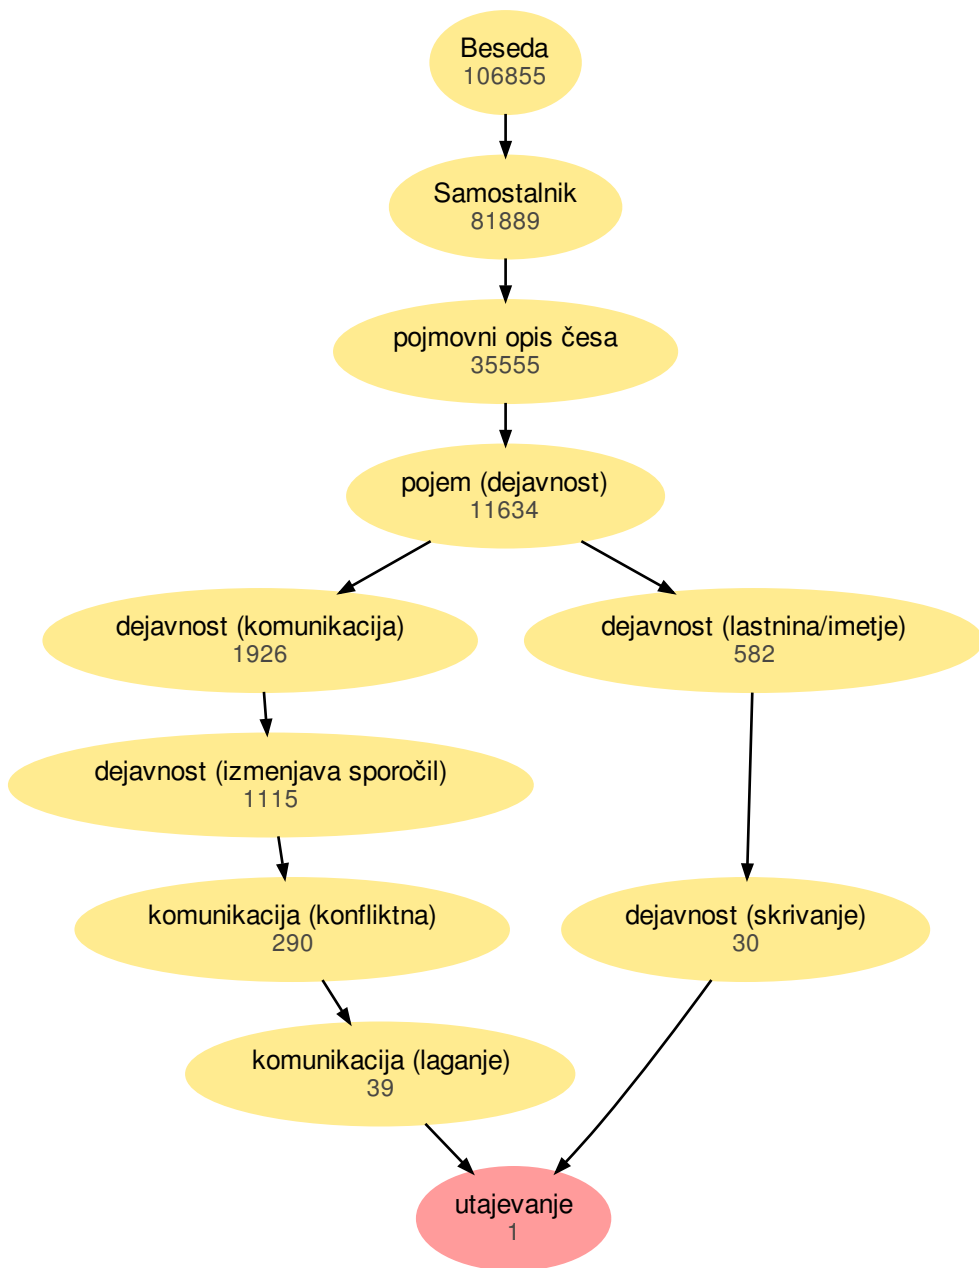 Beseda
106855
Samostalnik
81889
pojmovni opis česa
35555
pojem (dejavnost)
11634
dejavnost (komunikacija)
1926
dejavnost (lastnina/imetje)
582
dejavnost (izmenjava sporočil)
1115
komunikacija (konfliktna)
290
dejavnost (skrivanje)
30
komunikacija (laganje)
39
utajevanje
1